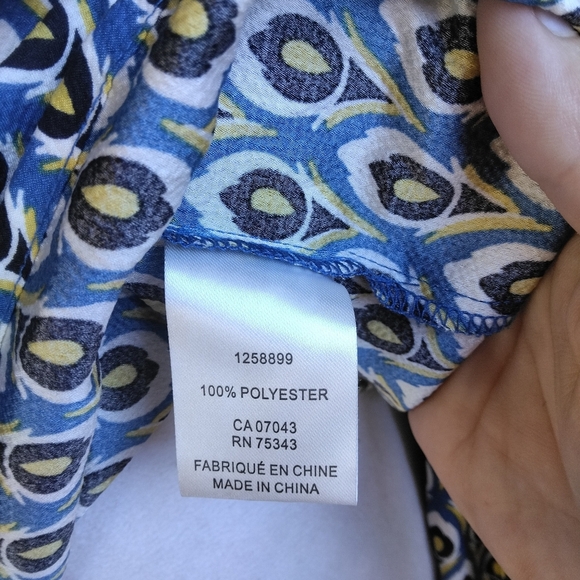 1258899
100% POLYESTER
CA 07043
RN 75343
FABRIQUÉ EN CHINE
MADE IN CHINA